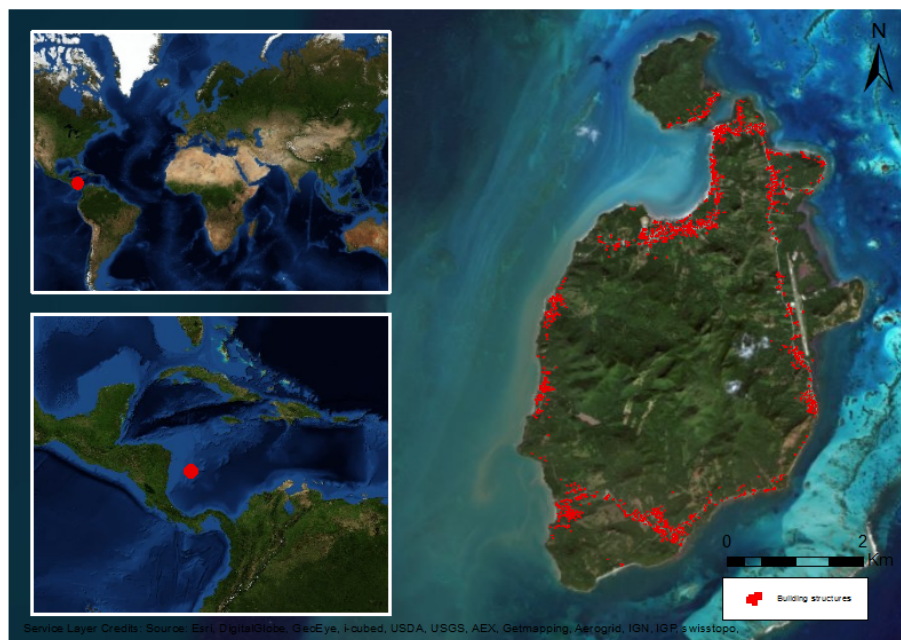 N
0 2
Km
Building structures
Service Layer Credits: Source: Esri, DigitalGlobe, GeoEye, i-cubed, USDA, USGS, AEX, Getmapping, Aerogrid, IGN, IGP, swisstopo,